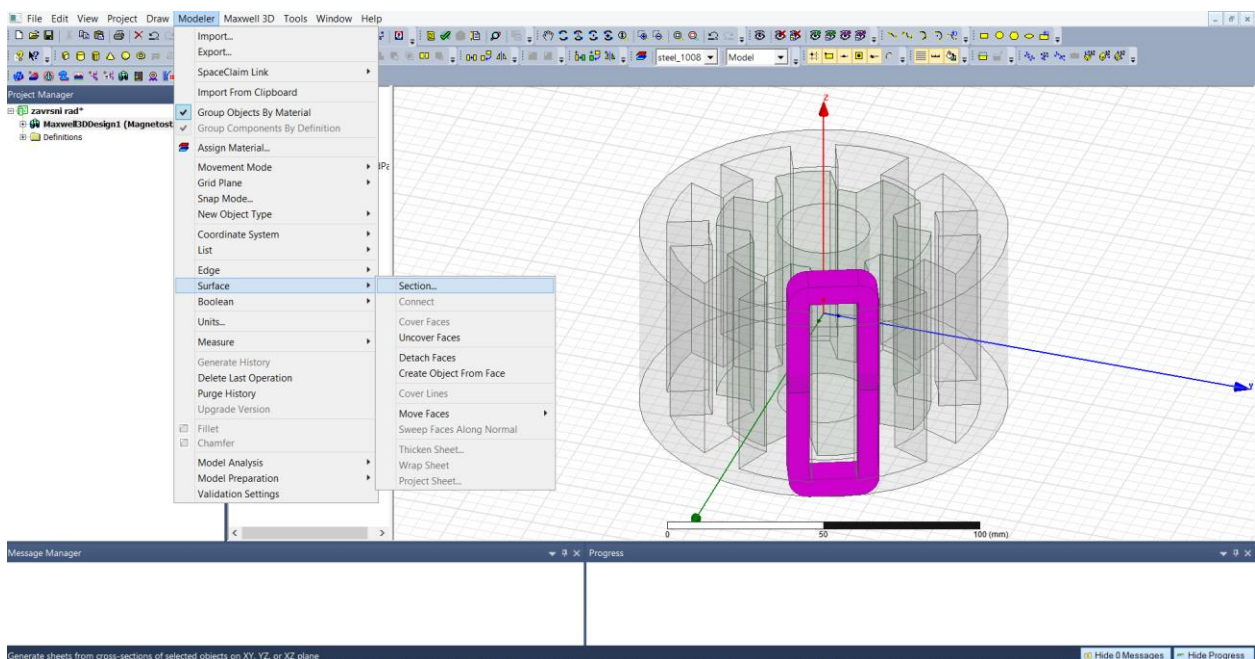 File Edit View Project Draw Modeler Maxwell 3D Tools Window Help
steel_1008 Model
Project Manager
zavrsni rad*
Maxwell3DDesign1 (Magnetost
Definitions
Import...
Export...
SpaceClaim Link
Import From Clipboard
Group Objects By Material
Group Components By Definition
Assign Material...
Movement Mode
Grid Plane
Snap Mode...
New Object Type
Coordinate System
List
Edge
Surface
Boolean
Units...
Measure
Generate History
Delete Last Operation
Purge History
Upgrade Version
Fillet
Chamfer
Model Analysis
Model Preparation
Validation Settings
Section...
Connect
Cover Faces
Uncover Faces
Detach Faces
Create Object From Face
Cover Lines
Move Faces
Sweep Faces Along Normal
Thicken Sheet...
Wrap Sheet
Project Sheet...
Z
Y
0 50 100 (mm)
Message Manager
Progress
Generate sheets from cross-sections of selected objects on XY, YZ, or XZ plane
Hide 0 Messages Hide Progress